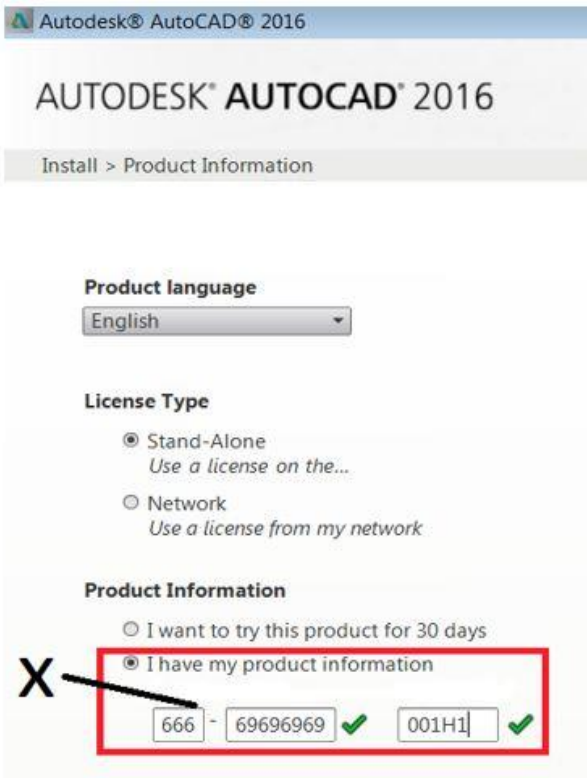 Autodesk® AutoCAD® 2016
AUTODESK® AUTOCAD® 2016
Install > Product Information
Product language
English
License Type
Stand-Alone
Use a license on the...
Network
Use a license from my network
Product Information
I want to try this product for 30 days
I have my product information
X
666 - 69696969 001H1